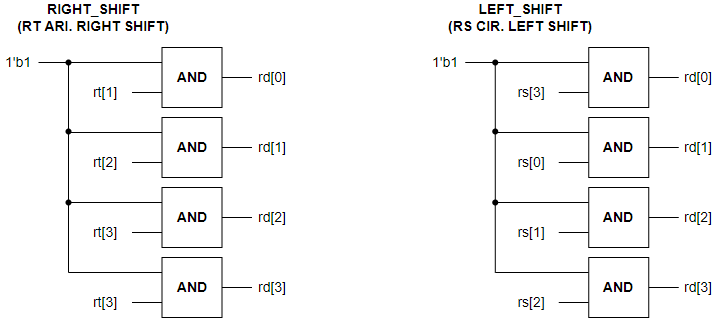 RIGHT_SHIFT
(RT ARI. RIGHT SHIFT)
1'b1
AND
rd[0]
rt[1]
AND
rd[1]
rt[2]
AND
rd[2]
rt[3]
AND
rd[3]
rt[3]
LEFT_SHIFT
(RS CIR. LEFT SHIFT)
1'b1
AND
rd[0]
rs[3]
AND
rd[1]
rs[0]
AND
rd[2]
rs[1]
AND
rd[3]
rs[2]